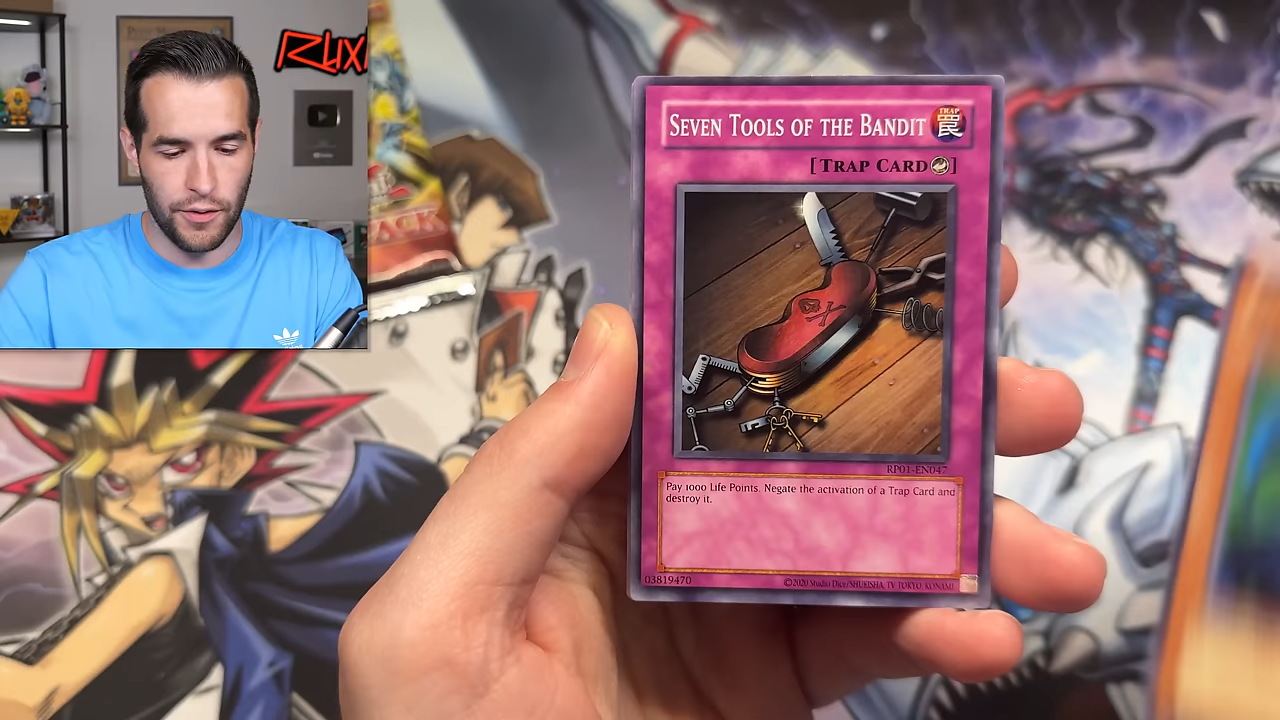 SEVEN TOOLS OF THE BANDIT
TRAP
罠
[TRAP CARD]
RP01-EN047
Pay 1000 Life Points. Negate the activation of a Trap Card and
destroy it.
03819470
©2020 Studio Dice/SHUEISHA, TV TOKYO, KONAMI